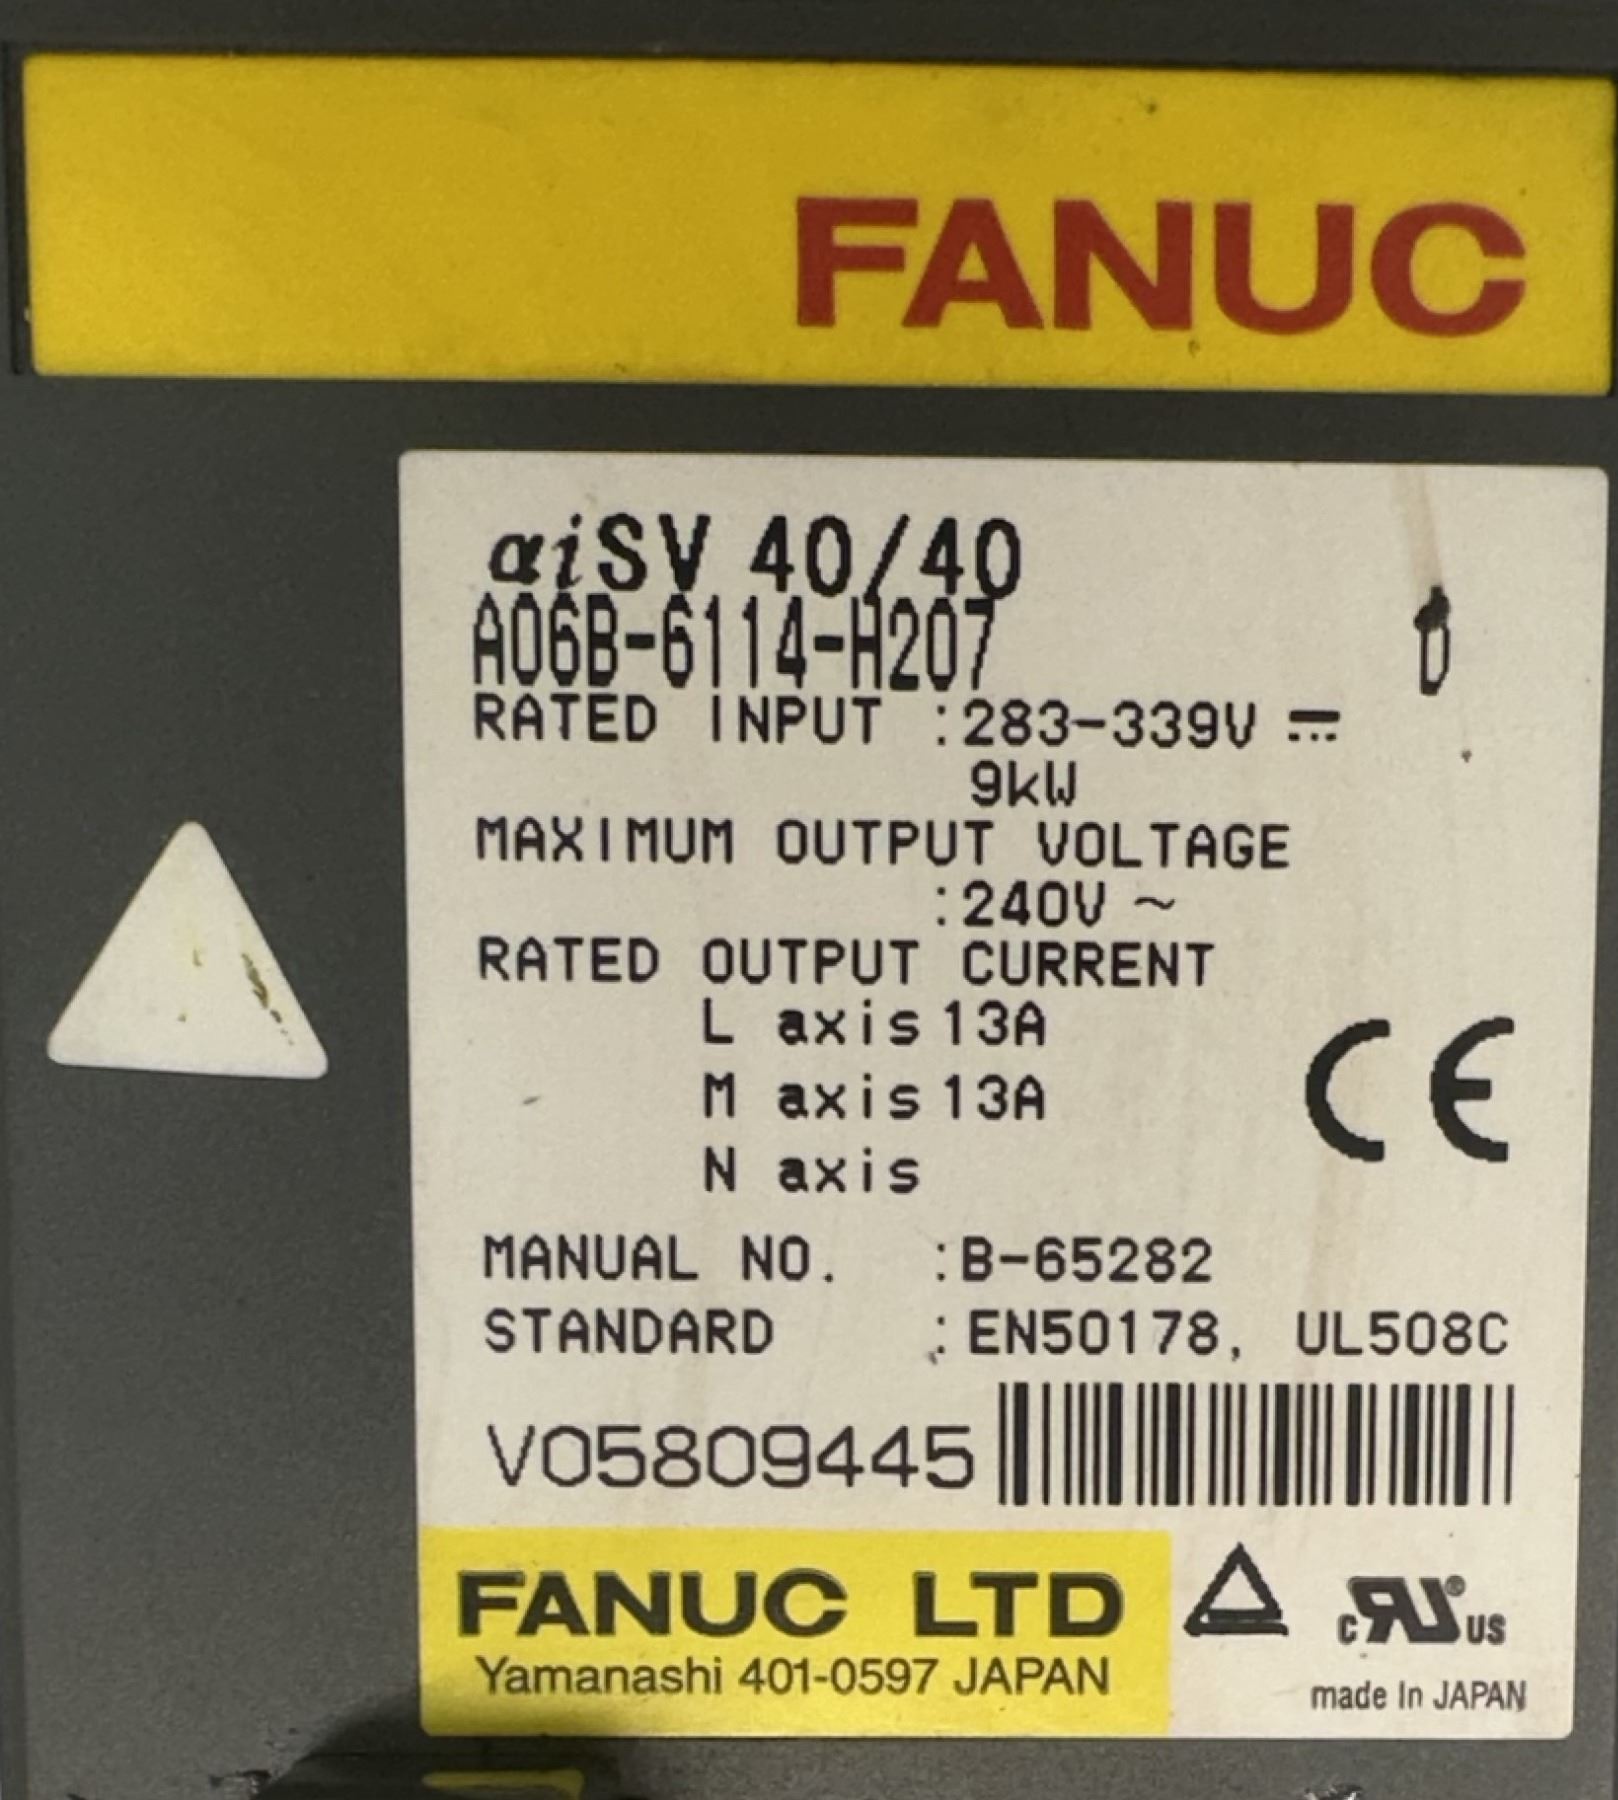 FANUC
αiSV 40/40
A06B-6114-H207 D
RATED INPUT :283-339V ⎓
9kW
MAXIMUM OUTPUT VOLTAGE
:240V ~
RATED OUTPUT CURRENT
L axis 13A
M axis 13A
N axis
MANUAL NO. :B-65282
STANDARD :EN50178, UL508C
V05809445
FANUC LTD
Yamanashi 401-0597 JAPAN
CE
c RU ® US
made In JAPAN